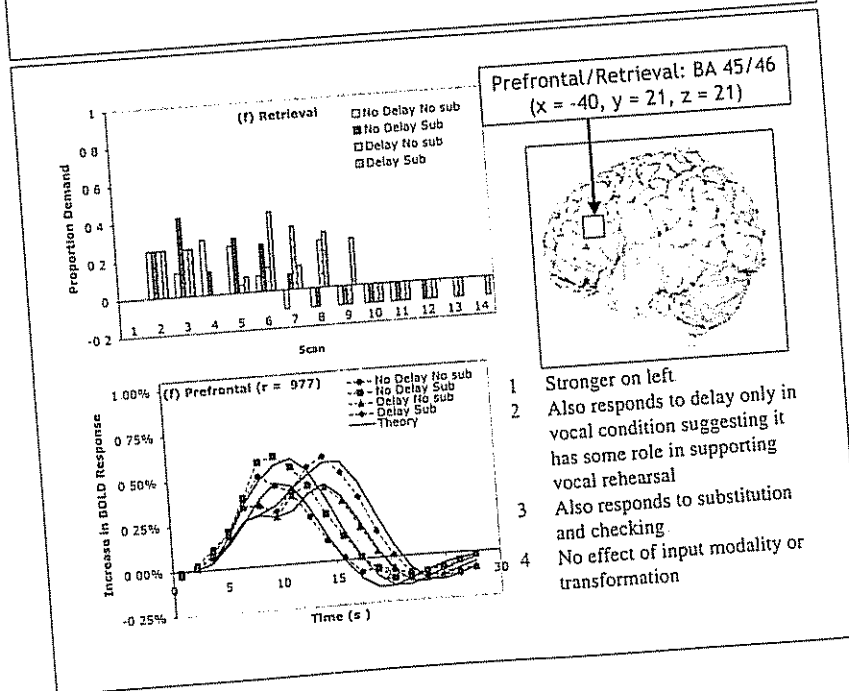 Prefrontal/Retrieval: BA 45/46
(x = -40, y = 21, z = 21)
(f) Retrieval
No Delay No sub
No Delay Sub
Delay No sub
Delay Sub
Proportion Demand
1
0 8
0 6
0 4
0 2
0
-0 2
1 2 3 4 5 6 7 8 9 10 11 12 13 14
Scan
(f) Prefrontal (r = 977)
No Delay No sub
No Delay Sub
Delay No sub
Delay Sub
Theory
Increase in BOLD Response
1 00%
0 75%
0 50%
0 25%
0 00%
-0 25%
0 5 10 15 30
Time (s )
1 Stronger on left
2 Also responds to delay only in
vocal condition suggesting it
has some role in supporting
vocal rehearsal
3 Also responds to substitution
and checking
4 No effect of input modality or
transformation